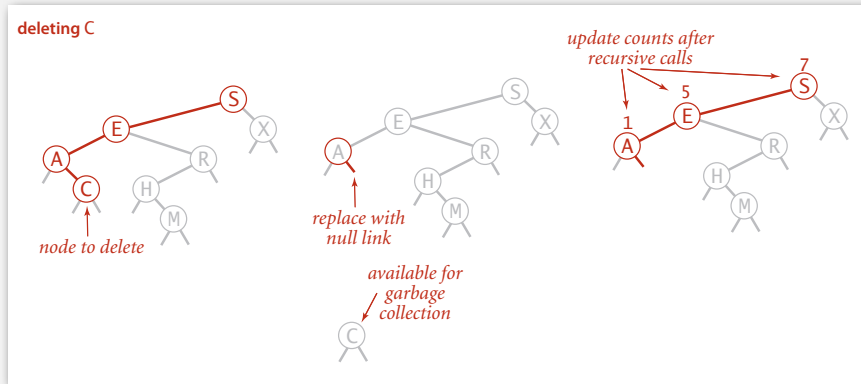 deleting C
S
E
X
A
R
C
H
M
node to delete
S
E
X
A
R
H
M
replace with
null link
available for
garbage
collection
C
update counts after
recursive calls
7
S
5
E
X
1
A
R
H
M